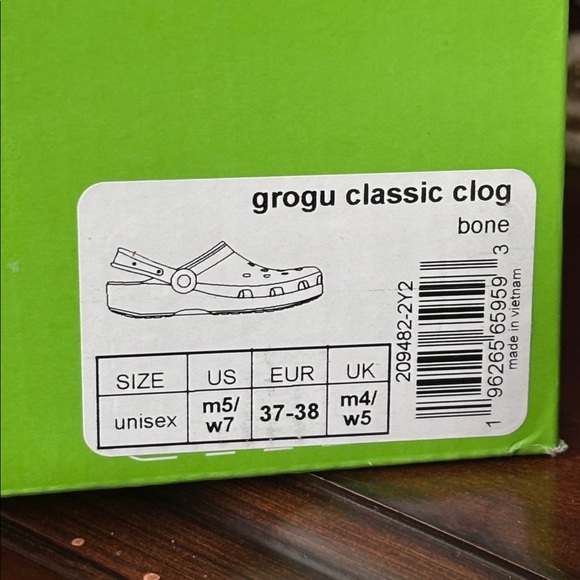 grogu classic clog
bone
209482-2Y2
1 96265 65959 3
made in vietnam
SIZE US EUR UK
unisex m5/ w7 37-38 m4/ w5